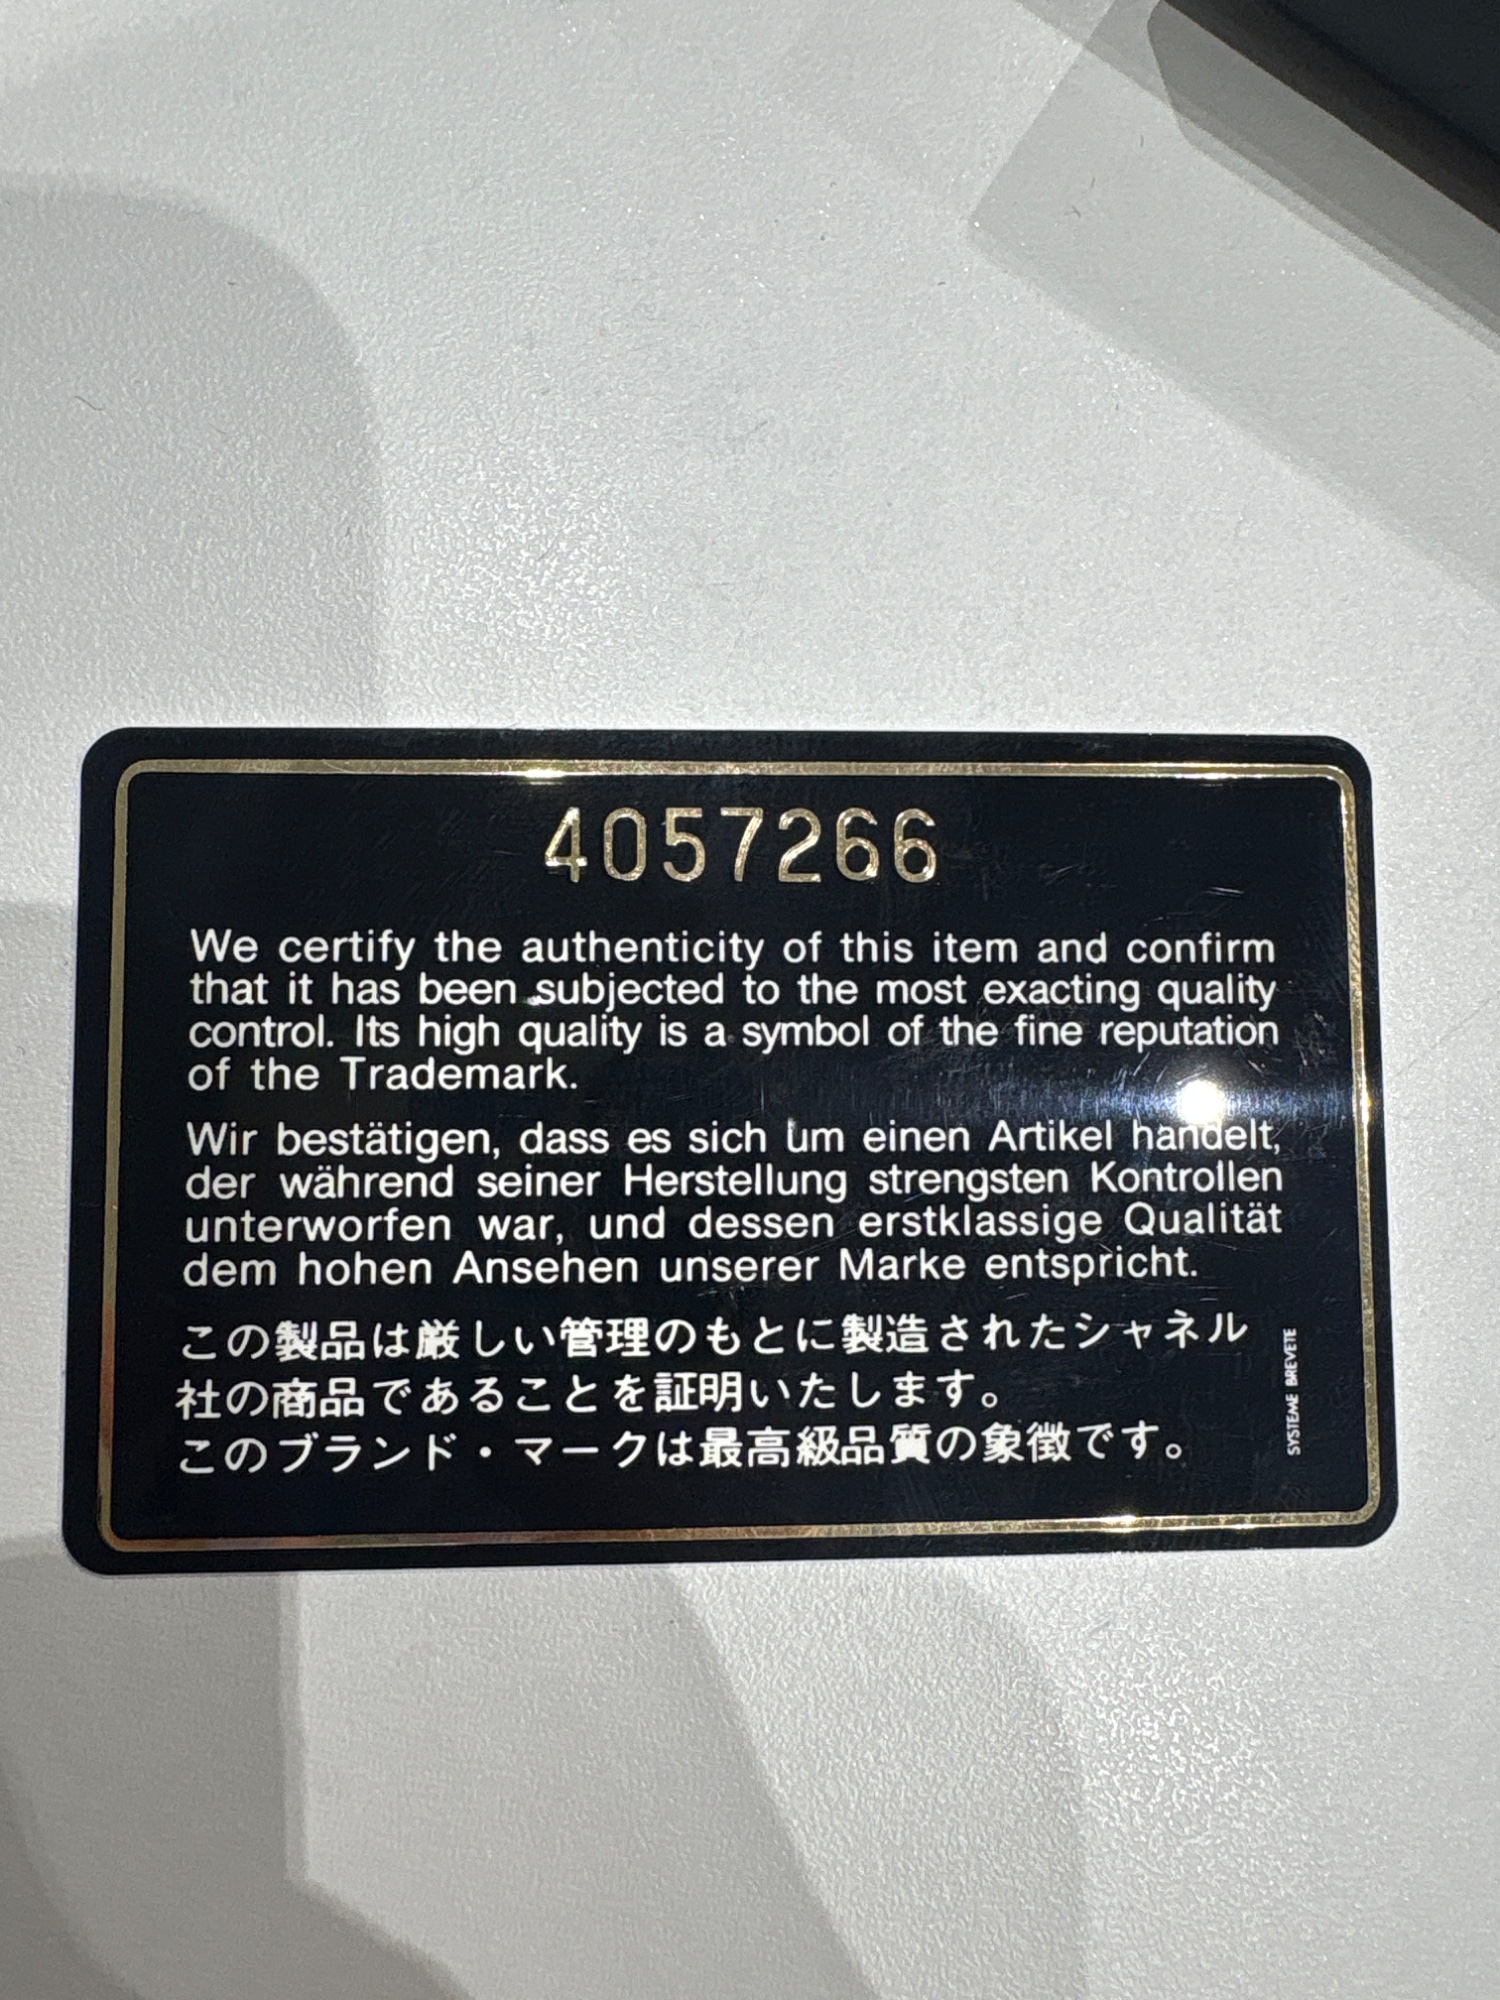 4057266
We certify the authenticity of this item and confirm
that it has been subjected to the most exacting quality
control. Its high quality is a symbol of the fine reputation
of the Trademark.
Wir bestätigen, dass es sich um einen Artikel handelt,
der während seiner Herstellung strengsten Kontrollen
unterworfen war, und dessen erstklassige Qualität
dem hohen Ansehen unserer Marke entspricht.
この製品は厳しい管理のもとに製造されたシャネル
社の商品であることを証明いたします。
このブランド・マークは最高級品質の象徴です。
SYSTEME BREVETE